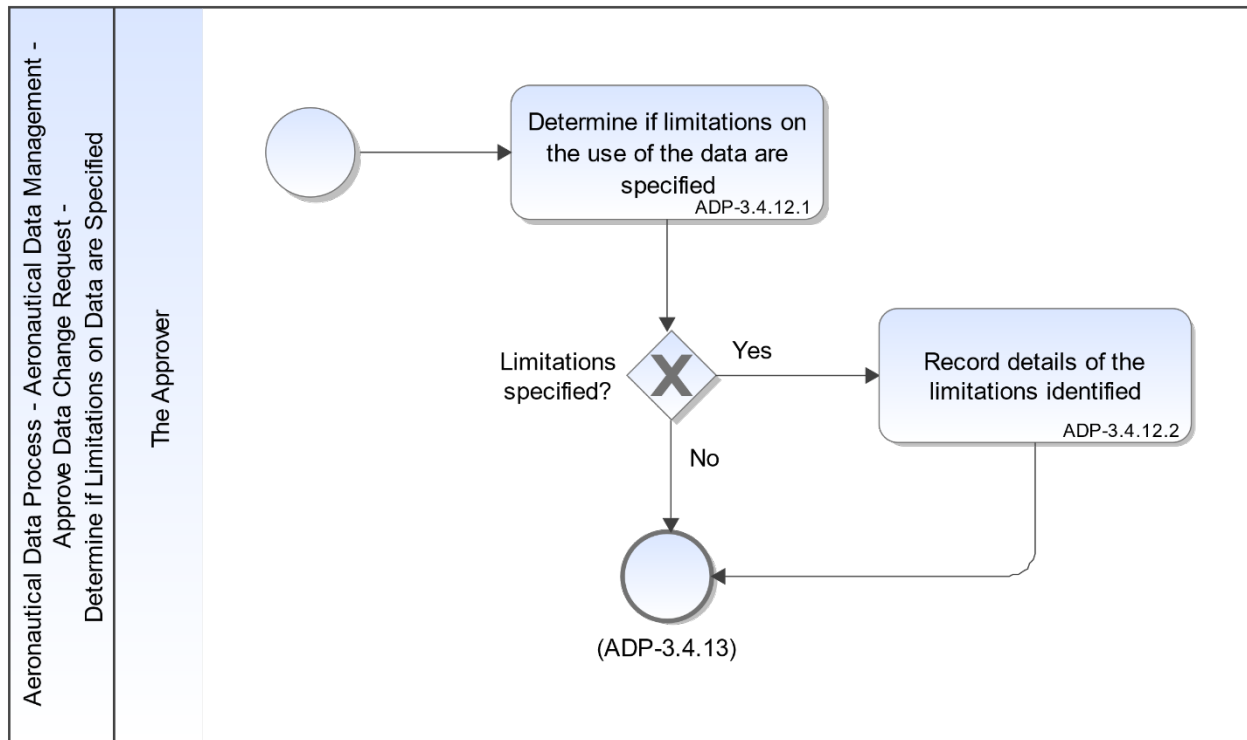 Aeronautical Data Process - Aeronautical Data Management -
Approve Data Change Request -
Determine if Limitations on Data are Specified
The Approver
Determine if limitations on
the use of the data are
specified
ADP-3.4.12.1
Limitations
specified?
X
Yes
Record details of the
limitations identified
ADP-3.4.12.2
No
(ADP-3.4.13)